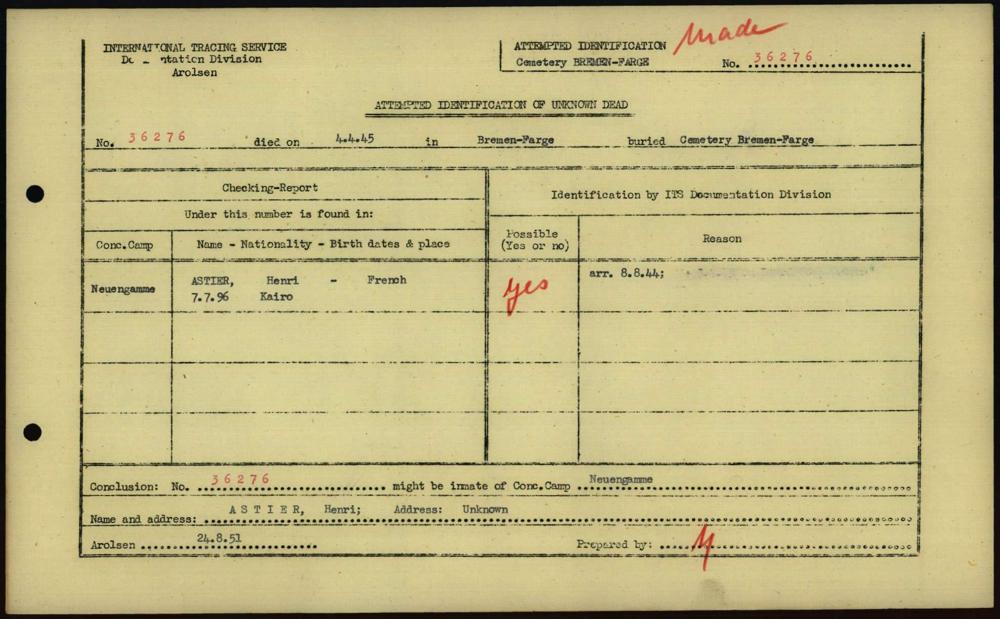 INTERNATIONAL TRACING SERVICE
Division
Arolsen
ATTEMPTED IDENTIFICATION
Cemetery BREMEN-FARGE No. 36276
Made
ATTEMPTED IDENTIFICATION OF UNKNOWN DEAD
No. 36276 died on 4.4.45 in Bremen-Farge buried Cemetery Bremen-Farge
Checking-Report
Identification by ITS Documentation Division
Under this number is found in:
Conc.Camp Name - Nationality - Birth dates & place
Possible
(Yes or no)
Reason
Neuengamme
ASTIER, Henri - French
7.7.96 Kairo
yes
arr. 8.8.44;
Conclusion: No. 36276 might be inmate of Conc.Camp Neuengamme
Name and address: ASTIER, Henri; Address: Unknown
Arolsen 24.8.51 Prepared by: